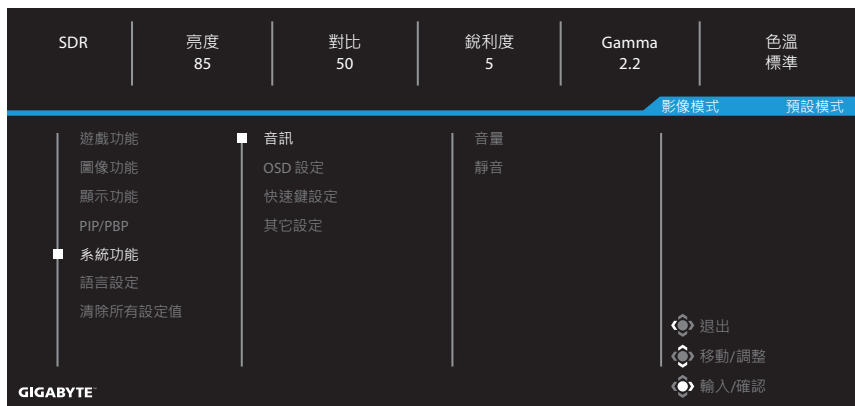 SDR 亮度 對比 銳利度 Gamma 色溫
85 50 5 2.2 標準
影像模式 預設模式
遊戲功能 音訊 音量
圖像功能 OSD 設定 靜音
顯示功能 快速鍵設定
PIP/PBP 其它設定
系統功能
語言設定
清除所有設定值
退出
移動/調整
輸入/確認
GIGABYTE™